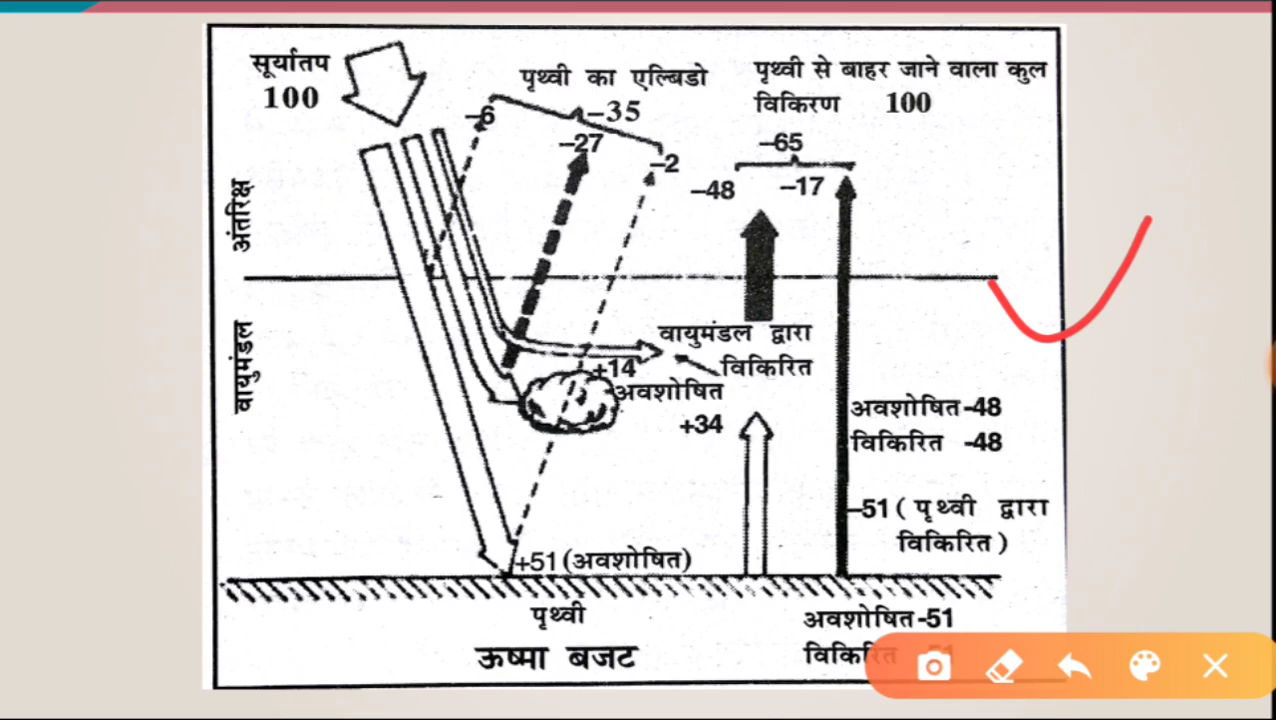 सूर्यातप
100
पृथ्वी का एल्बिडो
–35
–6
–27
–2
पृथ्वी से बाहर जाने वाला कुल
विकिरण 100
–65
–48
–17
अंतरिक्ष
वायुमंडल
वायुमंडल द्वारा
विकिरित
+14
अवशोषित
+34
अवशोषित-48
विकिरित -48
–51 ( पृथ्वी द्वारा
विकिरित )
+51 (अवशोषित)
पृथ्वी
ऊष्मा बजट
अवशोषित-51